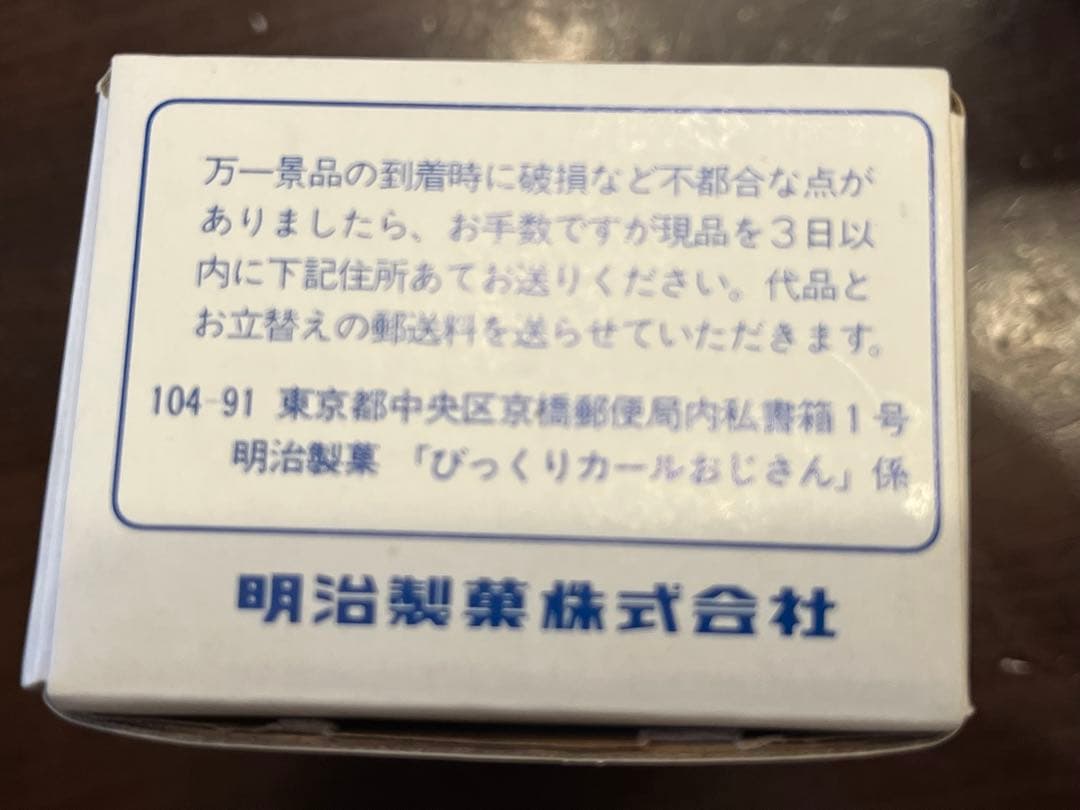 万一景品の到着時に破損など不都合な点が
ありましたら、お手数ですが現品を3日以
内に下記住所あてお送りください。代品と
お立替えの郵送料を送らせていただきます。
104-91 東京都中央区京橋郵便局内私書箱1号
明治製菓 「びっくりカールおじさん」係
明治製菓株式会社